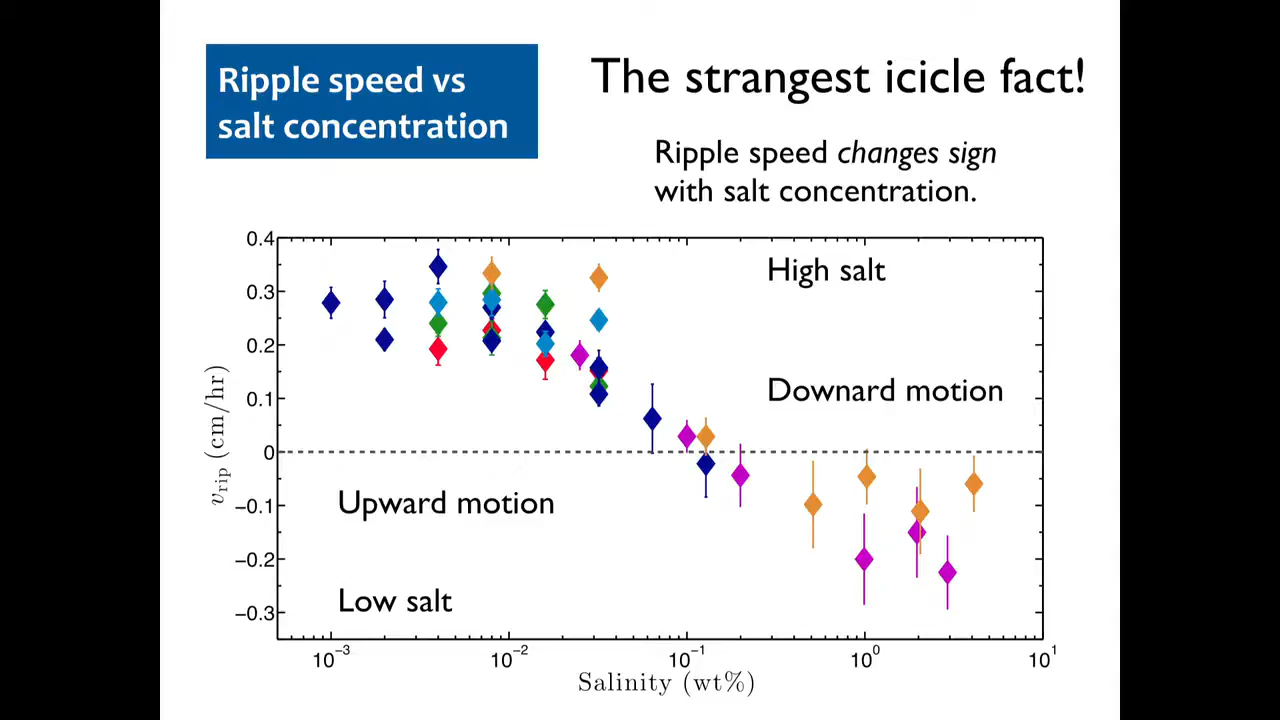 Ripple speed vs
salt concentration
The strangest icicle fact!
Ripple speed changes sign
with salt concentration.
0.4
0.3
0.2
0.1
0
−0.1
−0.2
−0.3
v_rip (cm/hr)
High salt
Downard motion
Upward motion
Low salt
10^−3
10^−2
10^−1
10^0
10^1
Salinity (wt%)